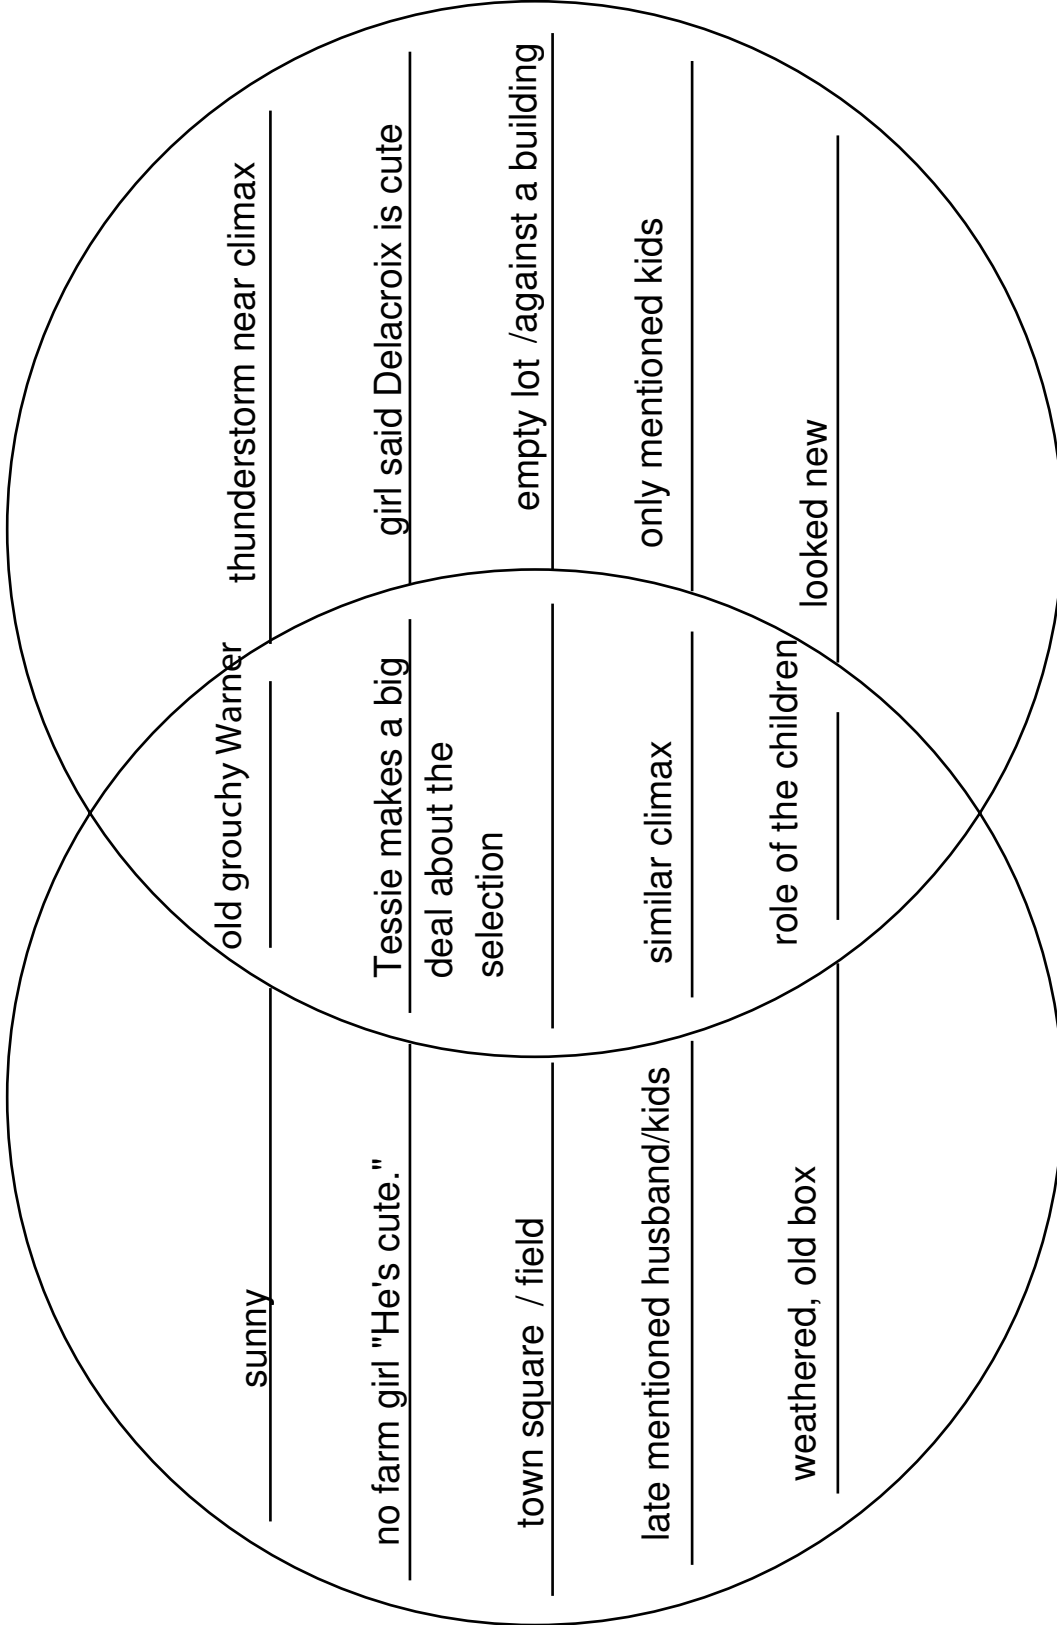 sunny
no farm girl "He's cute."
town square / field
late mentioned husband/kids
weathered, old box
old grouchy Warner
Tessie makes a big
deal about the
selection
similar climax
role of the children
thunderstorm near climax
girl said Delacroix is cute
empty lot /against a building
only mentioned kids
looked new